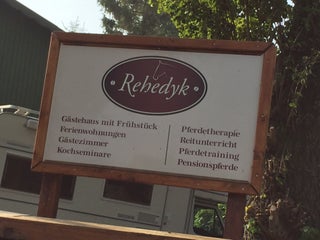 Rehedyk
Gästehaus mit Frühstück
Ferienwohnungen
Gästezimmer
Kochseminare
Pferdetherapie
Reitunterricht
Pferdetraining
Pensionspferde